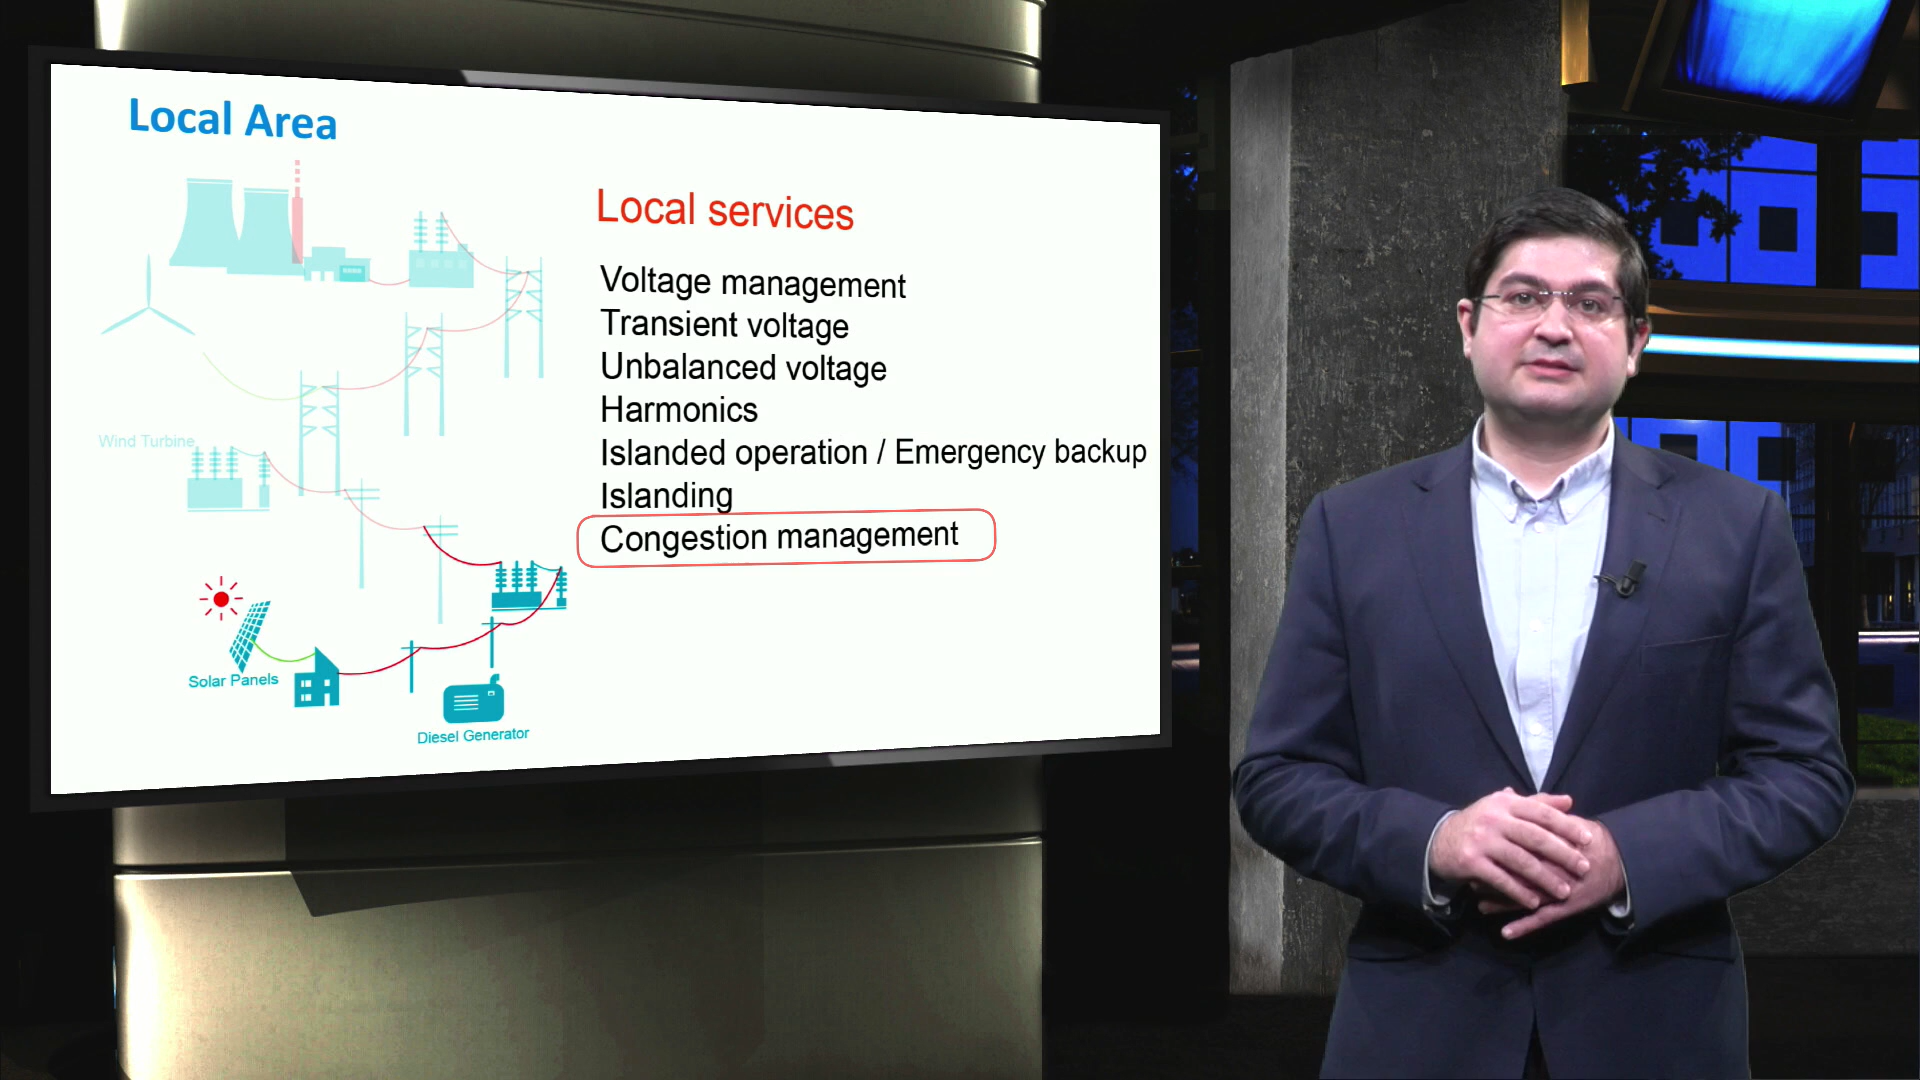 Local Area
Local services
Voltage management
Transient voltage
Unbalanced voltage
Harmonics
Islanded operation / Emergency backup
Islanding
Congestion management
Wind Turbine
Solar Panels
Diesel Generator